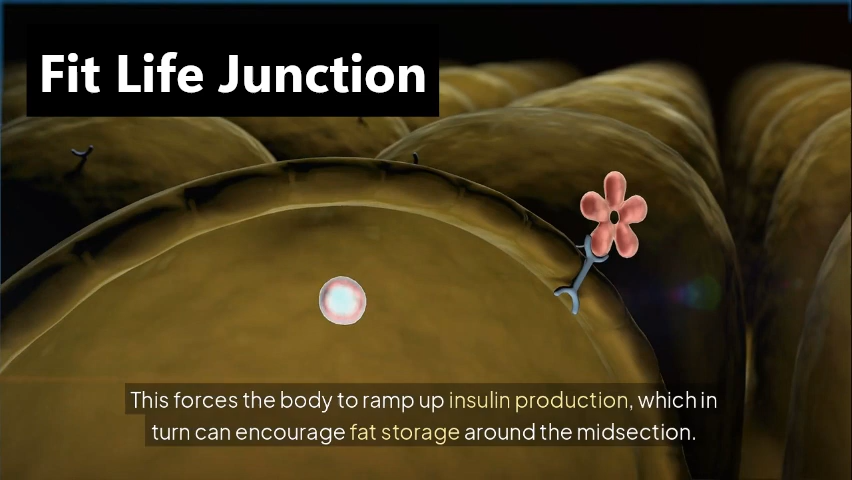 Fit Life Junction
This forces the body to ramp up insulin production, which in
turn can encourage fat storage around the midsection.